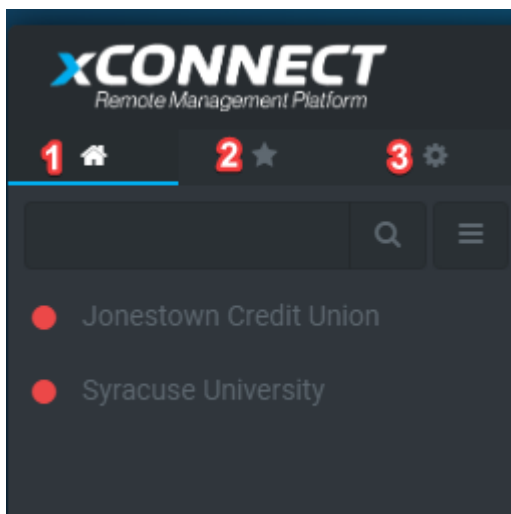 xCONNECT
Remote Management Platform
1 2 3
Jonestown Credit Union
Syracuse University